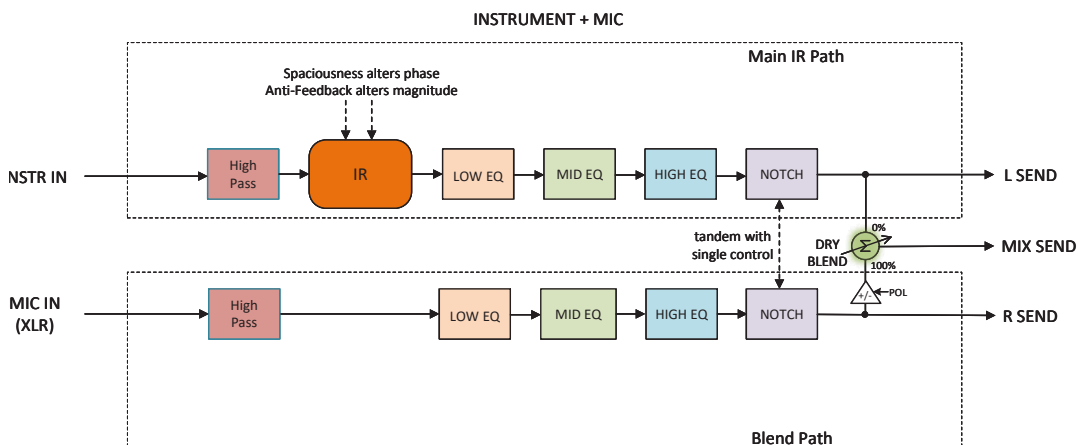 INSTRUMENT + MIC
Main IR Path
Spaciousness alters phase
Anti-Feedback alters magnitude
NSTR IN
High
Pass
IR
LOW EQ
MID EQ
HIGH EQ
NOTCH
L SEND
tandem with
single control
DRY
BLEND
0%
Σ
100%
MIX SEND
+/-
POL
MIC IN
(XLR)
High
Pass
LOW EQ
MID EQ
HIGH EQ
NOTCH
R SEND
Blend Path